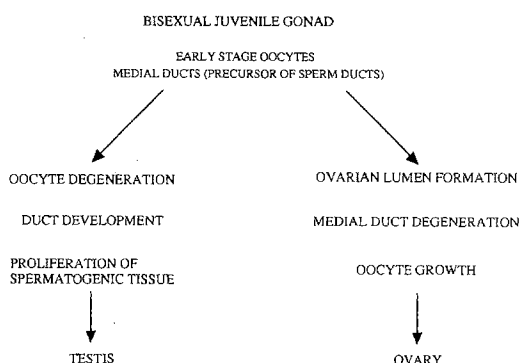 BISEXUAL JUVENILE GONAD
EARLY STAGE OOCYTES
MEDIAL DUCTS (PRECURSOR OF SPERM DUCTS)
OOCYTE DEGENERATION
DUCT DEVELOPMENT
PROLIFERATION OF
SPERMATOGENIC TISSUE
TESTIS
OVARIAN LUMEN FORMATION
MEDIAL DUCT DEGENERATION
OOCYTE GROWTH
OVARY